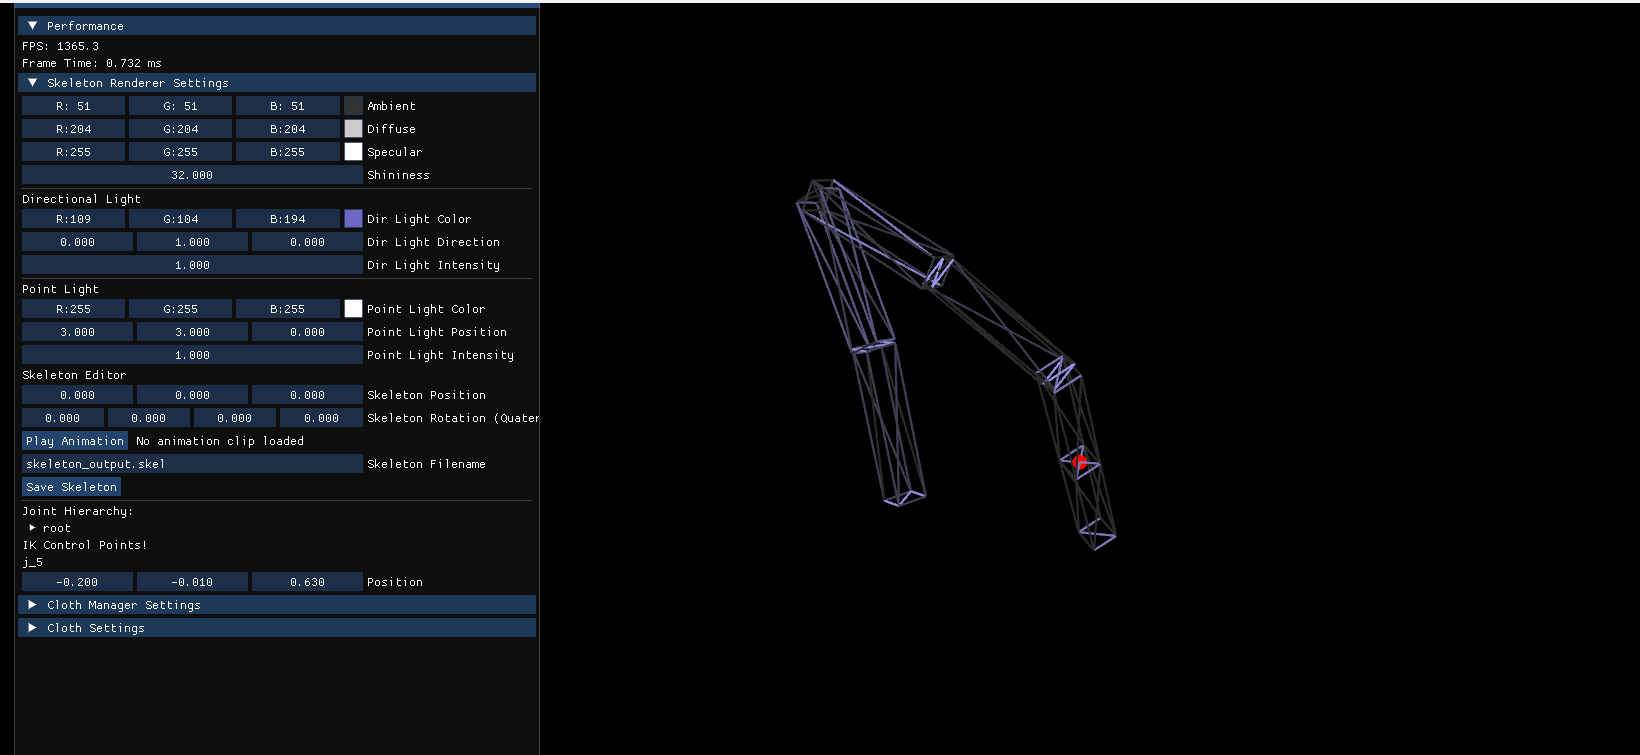 Performance
FPS: 1365.3
Frame Time: 0.732 ms
Skeleton Renderer Settings
R: 51 G: 51 B: 51 Ambient
R:204 G:204 B:204 Diffuse
R:255 G:255 B:255 Specular
32.000 Shininess
Directional Light
R:109 G:104 B:194 Dir Light Color
0.000 1.000 0.000 Dir Light Direction
1.000 Dir Light Intensity
Point Light
R:255 G:255 B:255 Point Light Color
3.000 3.000 0.000 Point Light Position
1.000 Point Light Intensity
Skeleton Editor
0.000 0.000 0.000 Skeleton Position
0.000 0.000 0.000 0.000 Skeleton Rotation (Quater
Play Animation No animation clip loaded
skeleton_output.skel Skeleton Filename
Save Skeleton
Joint Hierarchy:
root
IK Control Points!
j_5
-0.200 -0.010 0.630 Position
Cloth Manager Settings
Cloth Settings